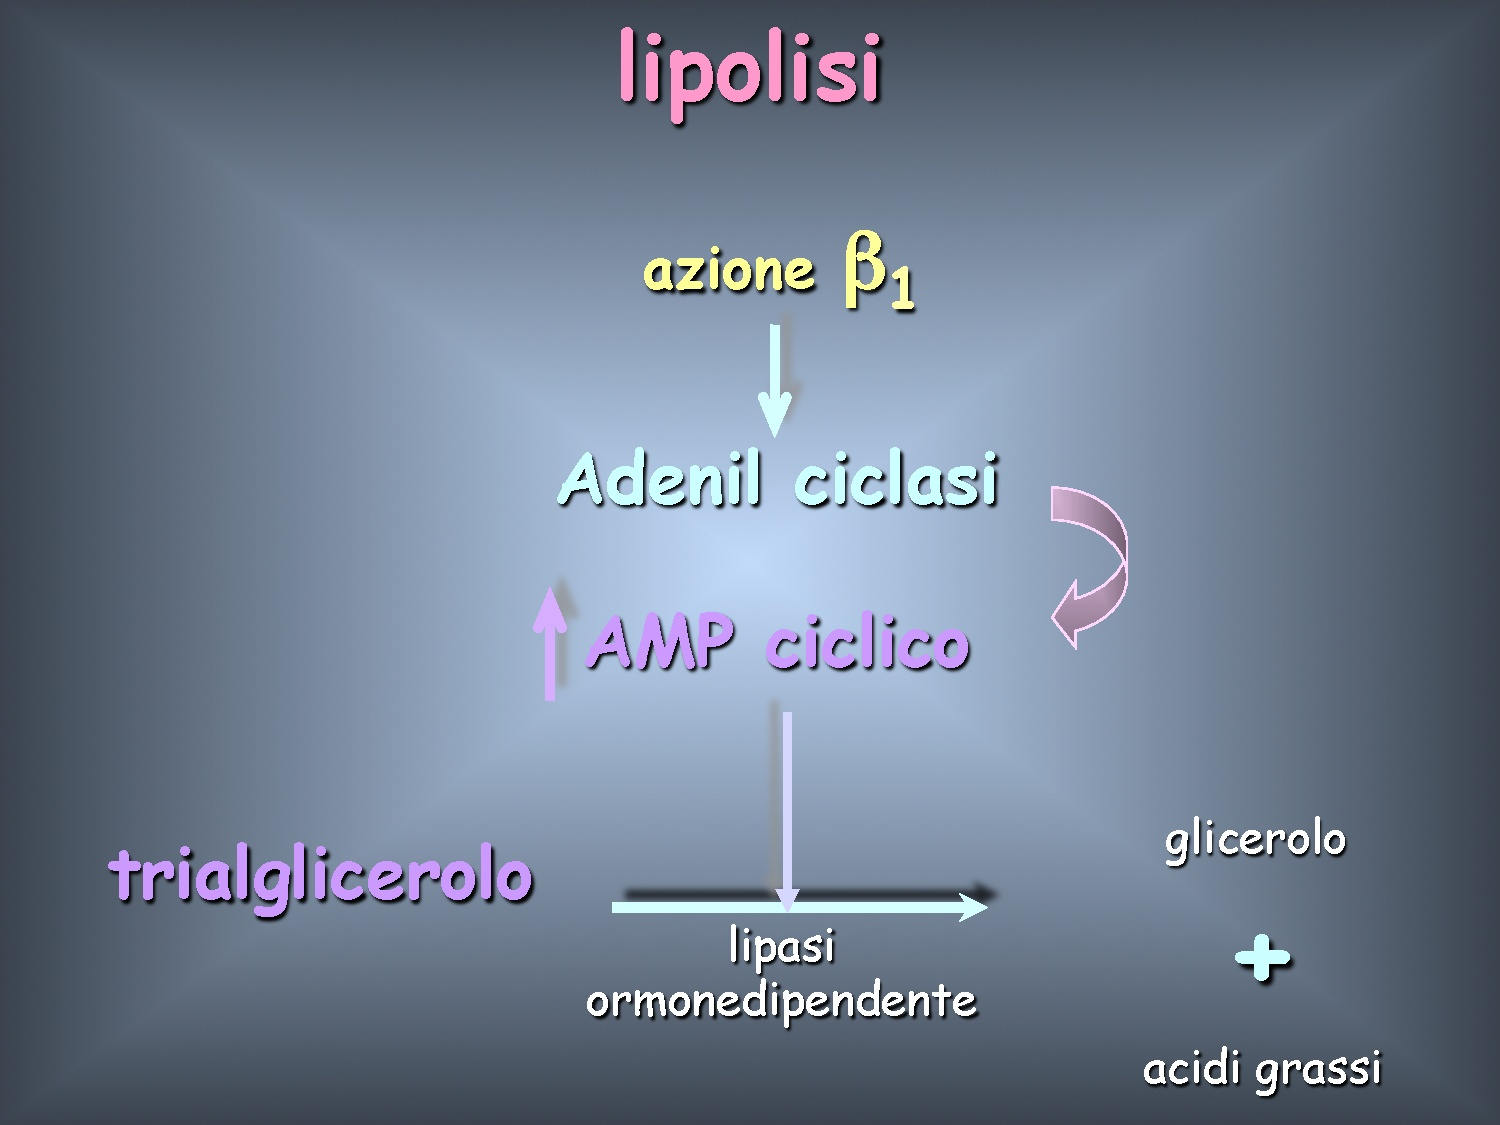 lipolisi
azione β1
Adenil ciclasi
AMP ciclico
trialglicerolo
lipasi
ormonedipendente
glicerolo
+
acidi grassi